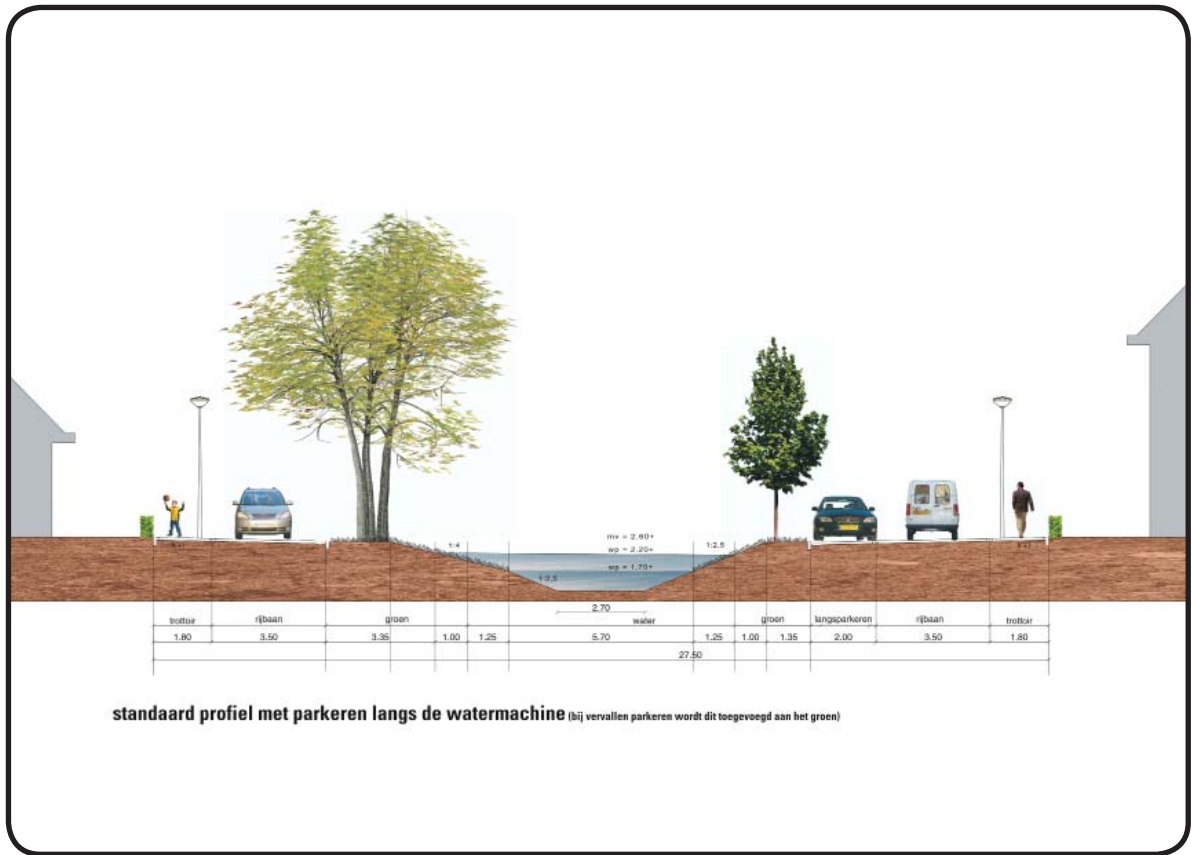 mv = 2.60+
1:4 wp = 2.20+ 1:2,5
wp = 1.70+
1:2,5
2.70
trottoir rijbaan groen water groen langsparkeren rijbaan trottoir
1.80 3.50 3.35 1.00 1.25 5.70 1.25 1.00 1.35 2.00 3.50 1.80
27.50
standaard profiel met parkeren langs de watermachine (bij vervallen parkeren wordt dit toegevoegd aan het groen)